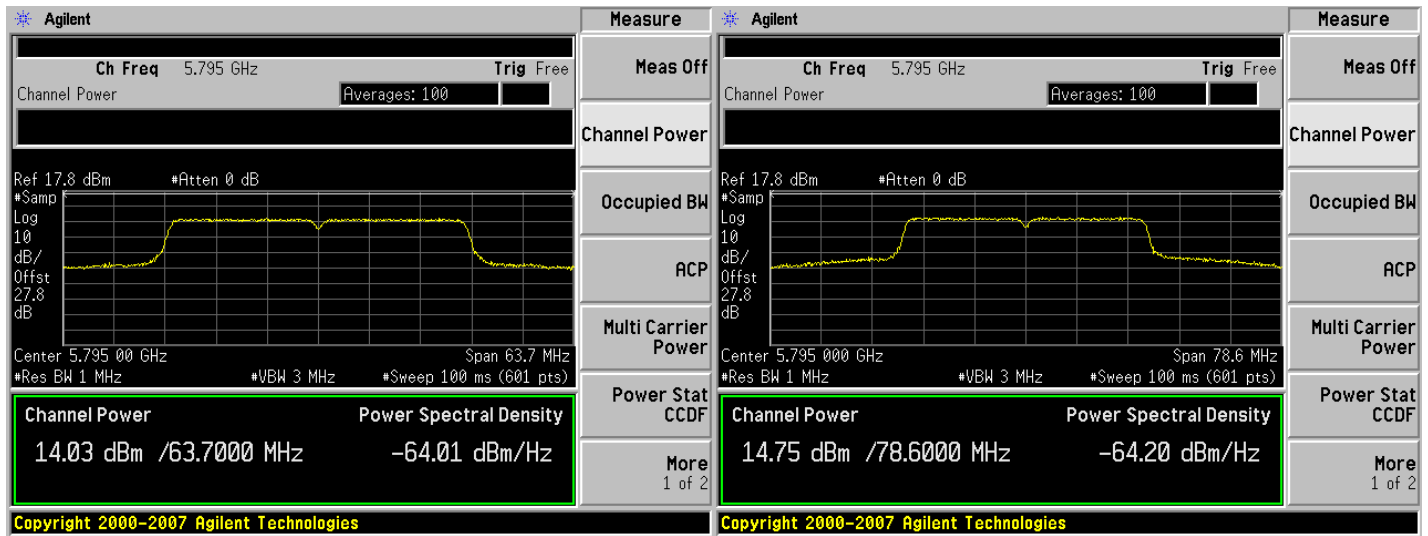 Agilent
Measure
Ch Freq 5.795 GHz Trig Free
Meas Off
Channel Power Averages: 100
Channel Power
Ref 17.8 dBm #Atten 0 dB
#Samp
Log
10
dB/
Offst
27.8
dB
Occupied BW
ACP
Multi Carrier
Power
Center 5.795 00 GHz Span 63.7 MHz
#Res BW 1 MHz #VBW 3 MHz #Sweep 100 ms (601 pts)
Power Stat
CCDF
Channel Power Power Spectral Density
14.03 dBm /63.7000 MHz -64.01 dBm/Hz
More
1 of 2
Copyright 2000-2007 Agilent Technologies
Agilent
Measure
Ch Freq 5.795 GHz Trig Free
Meas Off
Channel Power Averages: 100
Channel Power
Ref 17.8 dBm #Atten 0 dB
#Samp
Log
10
dB/
Offst
27.8
dB
Occupied BW
ACP
Multi Carrier
Power
Center 5.795 000 GHz Span 78.6 MHz
#Res BW 1 MHz #VBW 3 MHz #Sweep 100 ms (601 pts)
Power Stat
CCDF
Channel Power Power Spectral Density
14.75 dBm /78.6000 MHz -64.20 dBm/Hz
More
1 of 2
Copyright 2000-2007 Agilent Technologies